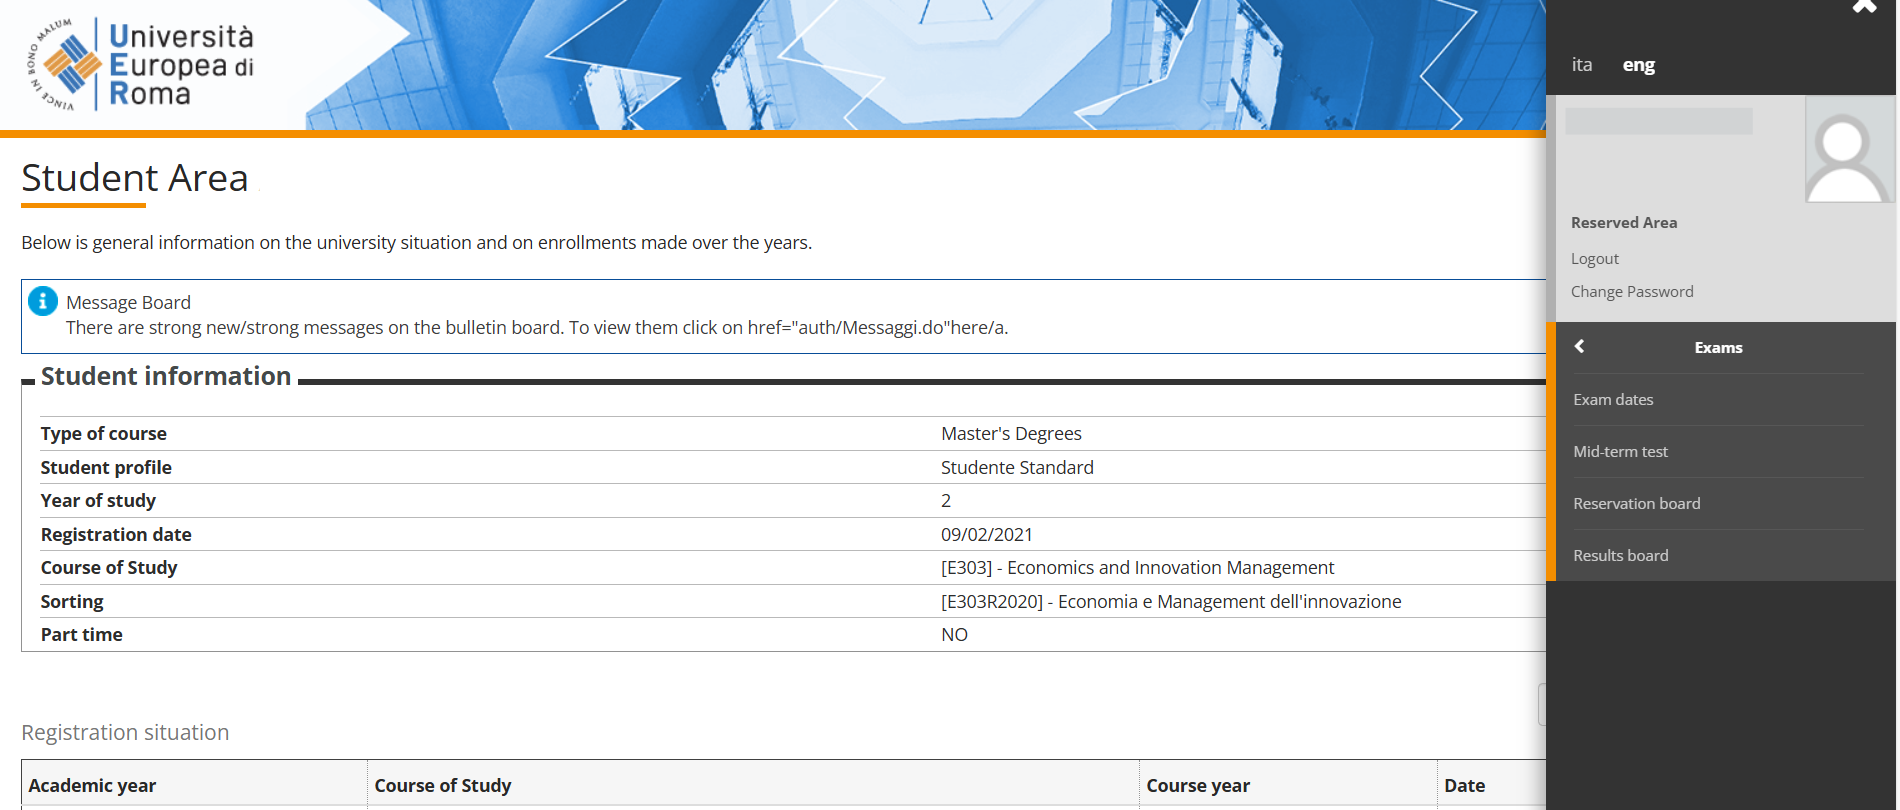 VINCE IN BONO MALUM
Università
Europea di
Roma
Student Area
Below is general information on the university situation and on enrollments made over the years.
Message Board
There are strong new/strong messages on the bulletin board. To view them click on href="auth/Messaggi.do"here/a.
Student information
Type of course Master's Degrees
Student profile Studente Standard
Year of study 2
Registration date 09/02/2021
Course of Study [E303] - Economics and Innovation Management
Sorting [E303R2020] - Economia e Management dell'innovazione
Part time NO
Registration situation
Academic year Course of Study Course year Date
ita eng
Reserved Area
Logout
Change Password
Exams
Exam dates
Mid-term test
Reservation board
Results board